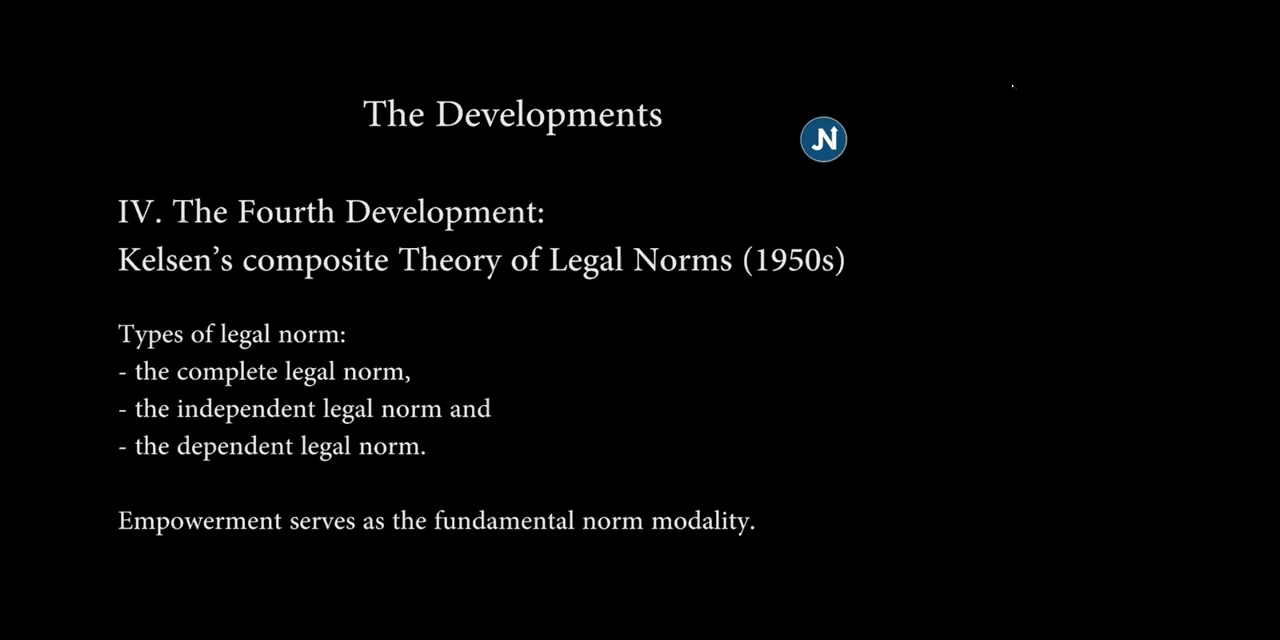 The Developments
JN
IV. The Fourth Development:
Kelsen’s composite Theory of Legal Norms (1950s)
Types of legal norm:
- the complete legal norm,
- the independent legal norm and
- the dependent legal norm.
Empowerment serves as the fundamental norm modality.